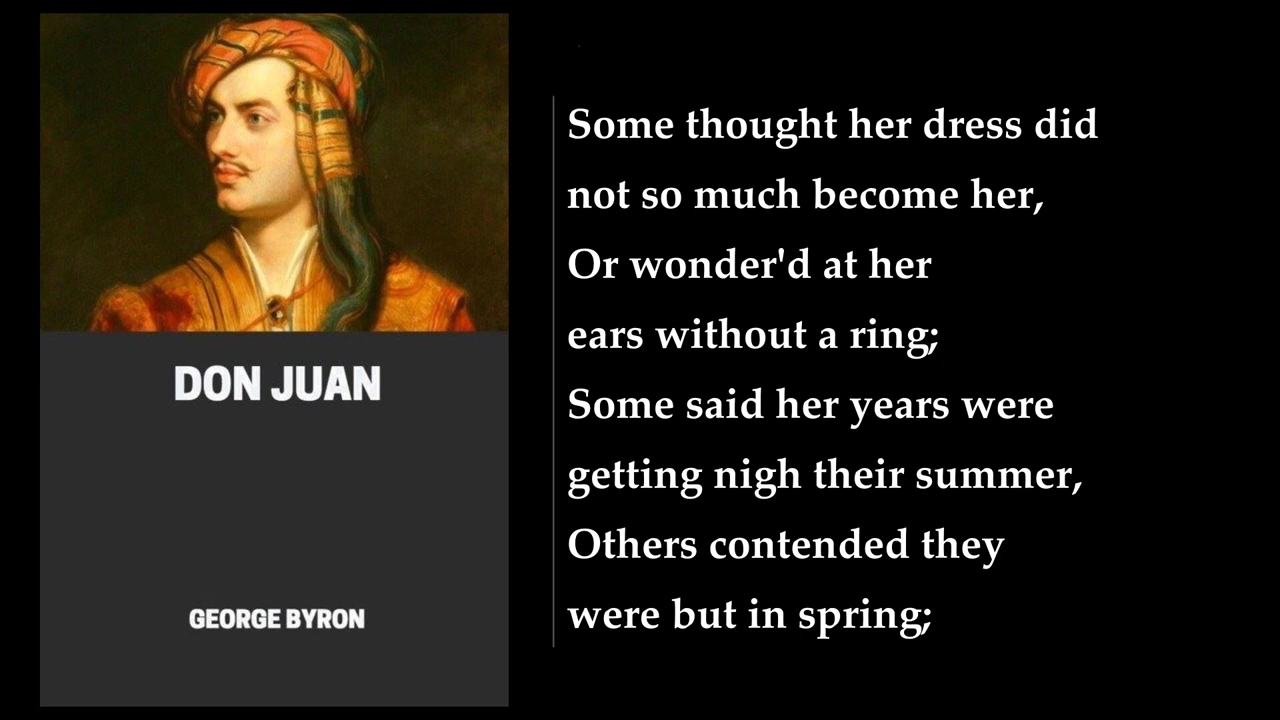 DON JUAN
GEORGE BYRON
Some thought her dress did
not so much become her,
Or wonder'd at her
ears without a ring;
Some said her years were
getting nigh their summer,
Others contended they
were but in spring;